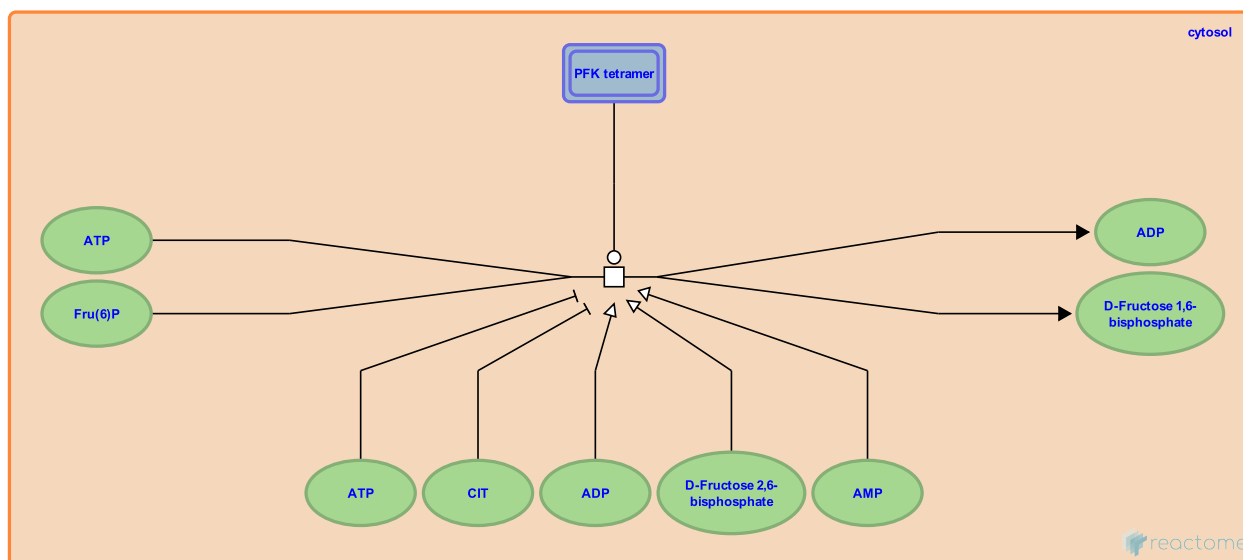 cytosol
PFK tetramer
ATP
ADP
Fru(6)P
D-Fructose 1,6-
bisphosphate
ATP
CIT
ADP
D-Fructose 2,6-
bisphosphate
AMP
reactome